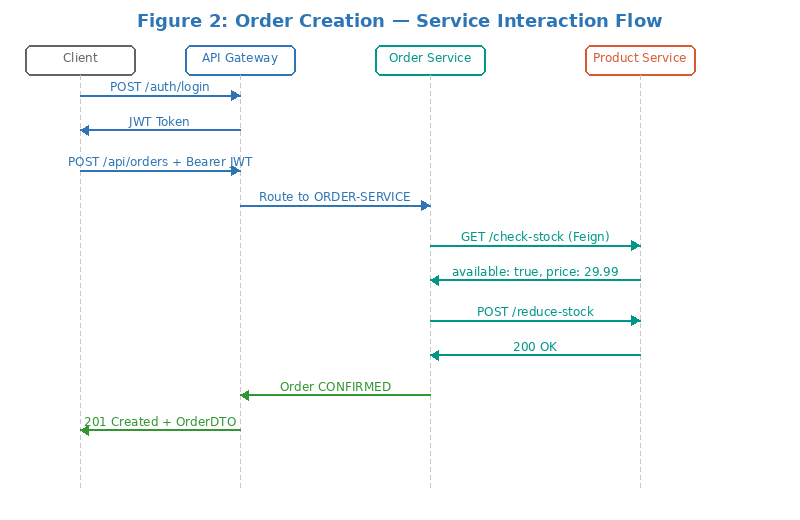 Figure 2: Order Creation — Service Interaction Flow
Client
API Gateway
Order Service
Product Service
POST /auth/login
JWT Token
POST /api/orders + Bearer JWT
Route to ORDER-SERVICE
GET /check-stock (Feign)
available: true, price: 29.99
POST /reduce-stock
200 OK
Order CONFIRMED
201 Created + OrderDTO